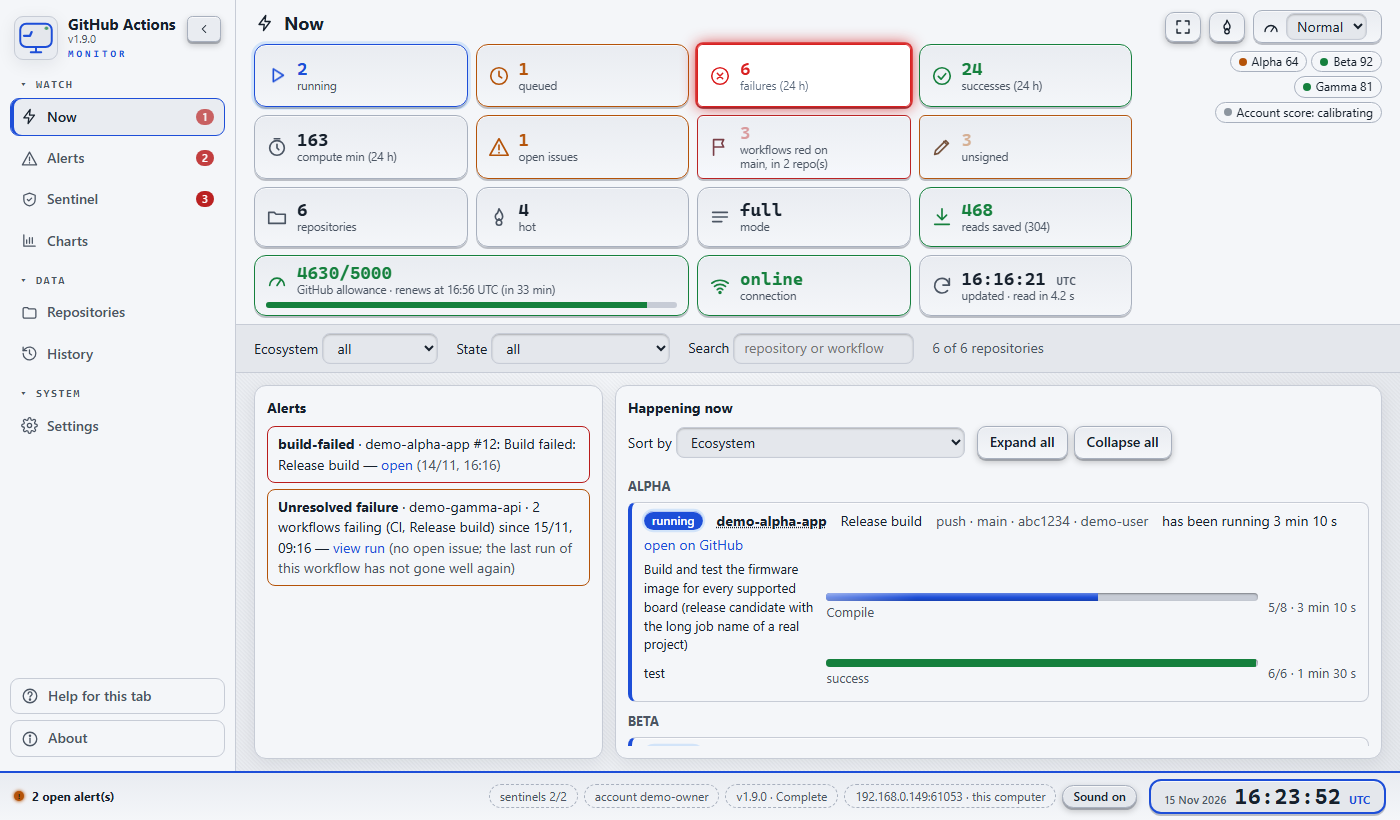 GitHub Actions
v1.9.0
MONITOR
WATCH
Now 1
Alerts 2
Sentinel 3
Charts
DATA
Repositories
History
SYSTEM
Settings
Help for this tab
About
Now
Normal
Alpha 64
Beta 92
Gamma 81
Account score: calibrating
2
running
1
queued
6
failures (24 h)
24
successes (24 h)
163
compute min (24 h)
1
open issues
3
workflows red on
main, in 2 repo(s)
3
unsigned
6
repositories
4
hot
full
mode
468
reads saved (304)
4630/5000
GitHub allowance · renews at 16:56 UTC (in 33 min)
online
connection
16:16:21 UTC
updated · read in 4.2 s
Ecosystem all State all Search repository or workflow 6 of 6 repositories
Alerts
build-failed · demo-alpha-app #12: Build failed:
Release build — open (14/11, 16:16)
Unresolved failure · demo-gamma-api · 2
workflows failing (CI, Release build) since 15/11,
09:16 — view run (no open issue; the last run of
this workflow has not gone well again)
Happening now
Sort by Ecosystem Expand all Collapse all
ALPHA
running demo-alpha-app Release build push · main · abc1234 · demo-user has been running 3 min 10 s
open on GitHub
Build and test the firmware
image for every supported
board (release candidate with
the long job name of a real
project)
Compile
5/8 · 3 min 10 s
test
success
6/6 · 1 min 30 s
BETA
2 open alert(s)
sentinels 2/2
account demo-owner
v1.9.0 · Complete
192.168.0.149:61053 · this computer
Sound on
15 Nov 2026 16:23:52 UTC